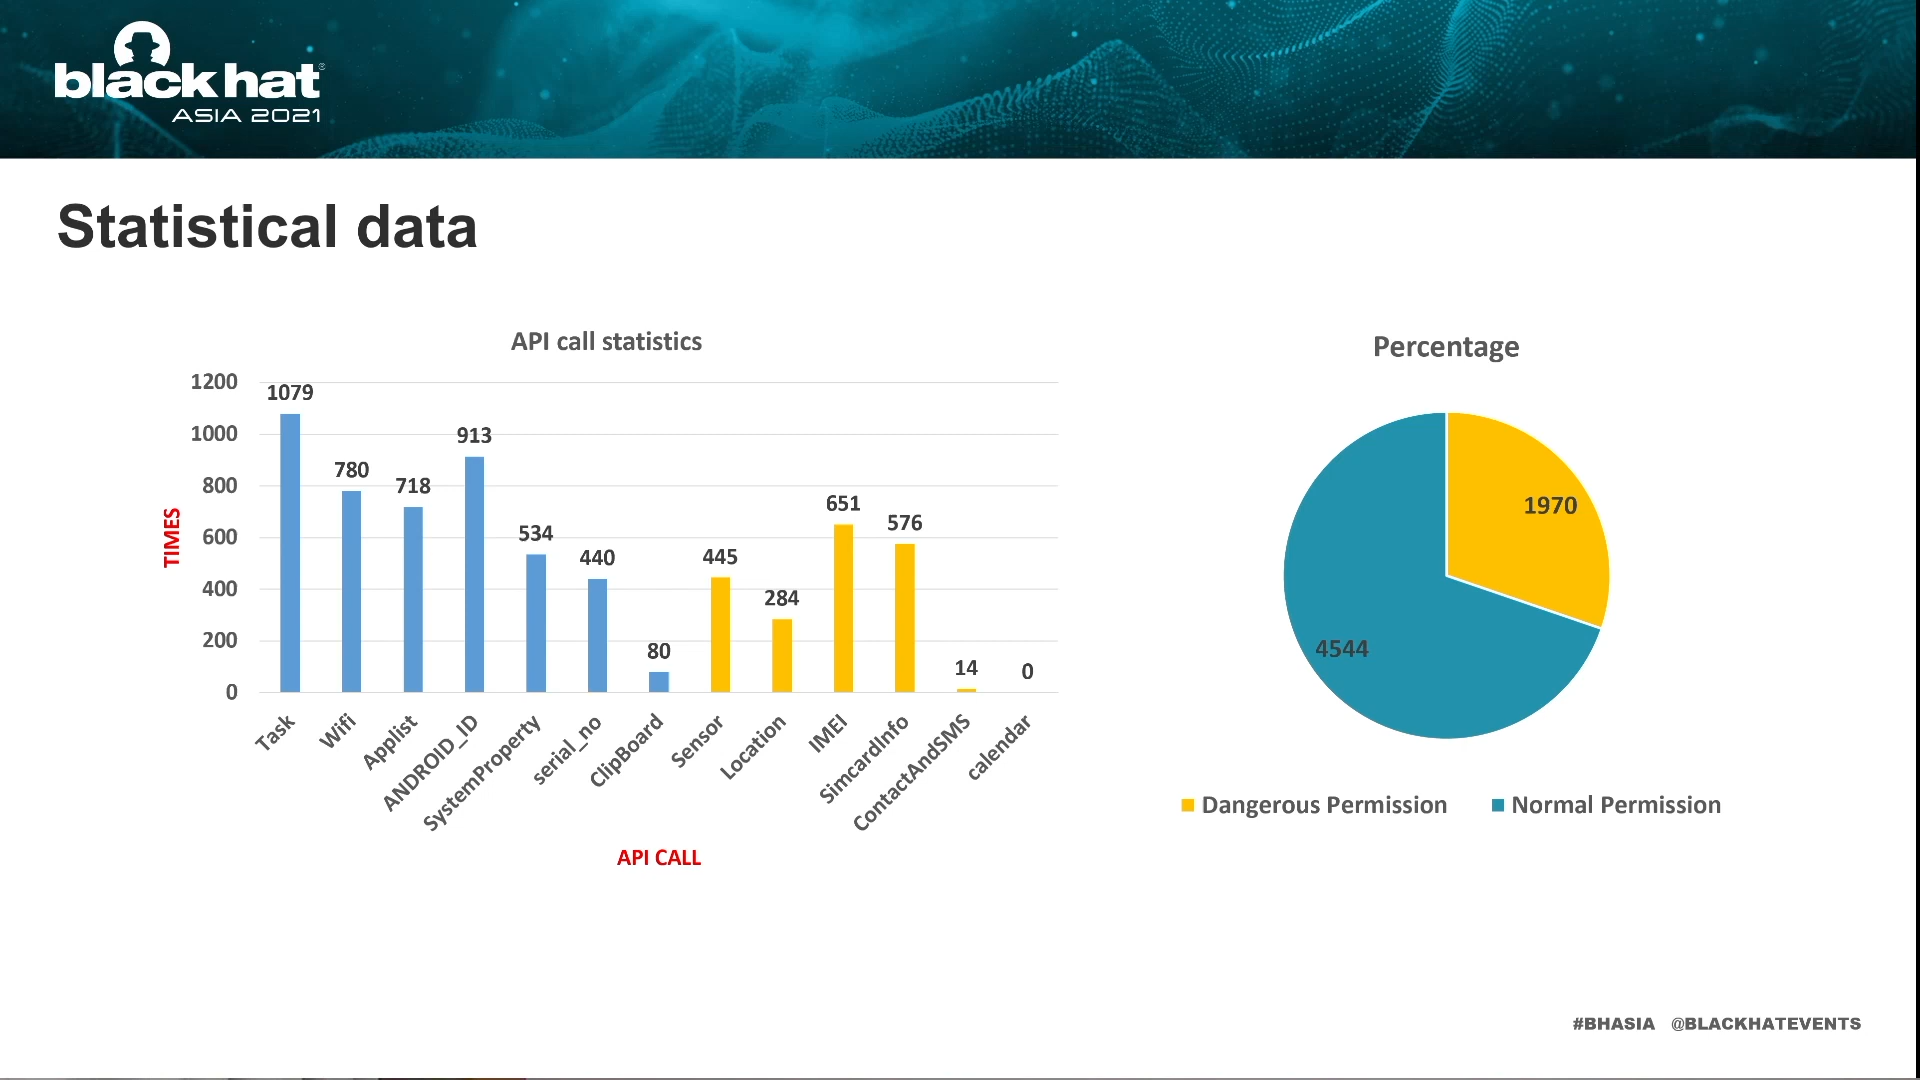 black hat®
ASIA 2021
Statistical data
API call statistics
1200
1000
800
600
400
200
0
TIMES
1079
780
718
913
534
440
80
445
284
651
576
14
0
Task
Wifi
Applist
ANDROID_ID
SystemProperty
serial_no
ClipBoard
Sensor
Location
IMEI
SimcardInfo
ContactAndSMS
calendar
API CALL
Percentage
1970
4544
Dangerous Permission
Normal Permission
#BHASIA @BLACKHATEVENTS